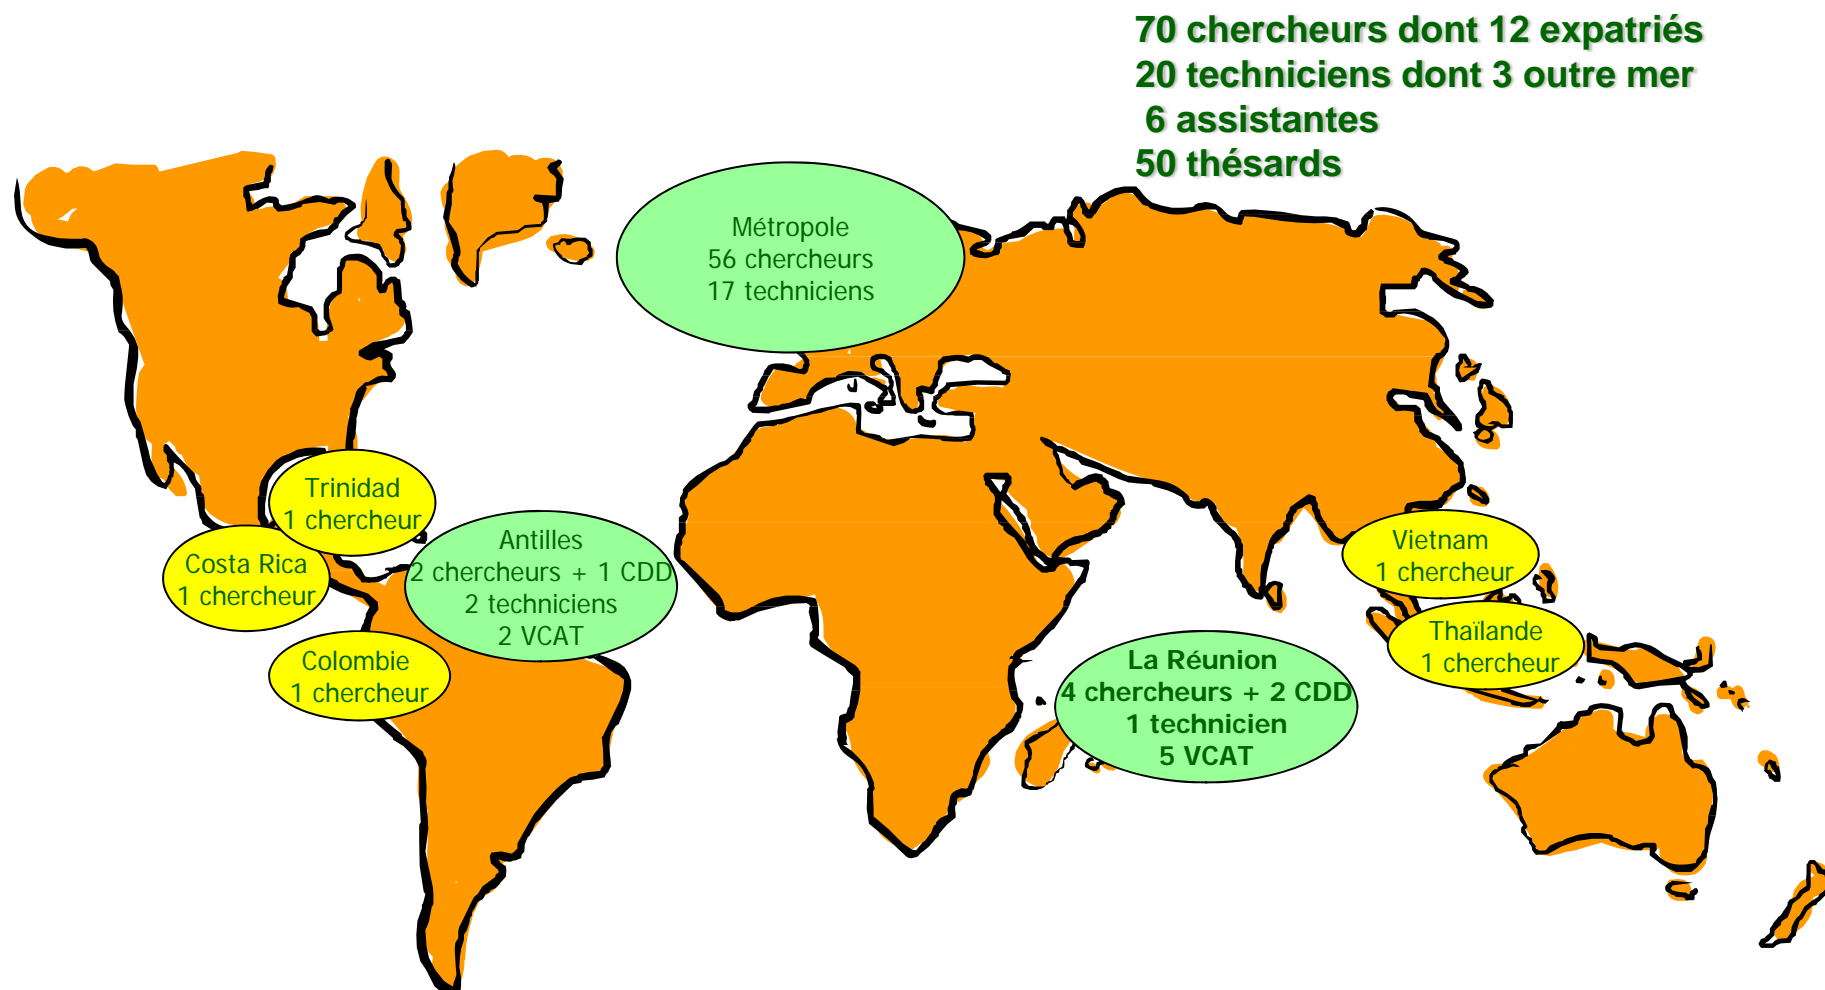 70 chercheurs dont 12 expatriés
20 techniciens dont 3 outre mer
6 assistantes
50 thésards
Métropole
56 chercheurs
17 techniciens
Trinidad
1 chercheur
Costa Rica
1 chercheur
Antilles
2 chercheurs + 1 CDD
2 techniciens
2 VCAT
Colombie
1 chercheur
Vietnam
1 chercheur
Thaïlande
1 chercheur
La Réunion
4 chercheurs + 2 CDD
1 technicien
5 VCAT